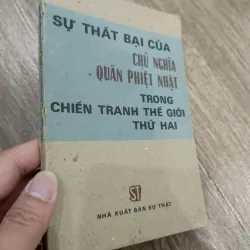 SỰ THẤT BẠI CỦA
CHỦ NGHĨA
QUÂN PHIỆT NHẬT
TRONG
CHIẾN TRANH THẾ GIỚI
THỨ HAI
ST
NHÀ XUẤT BẢN SỰ THẬT